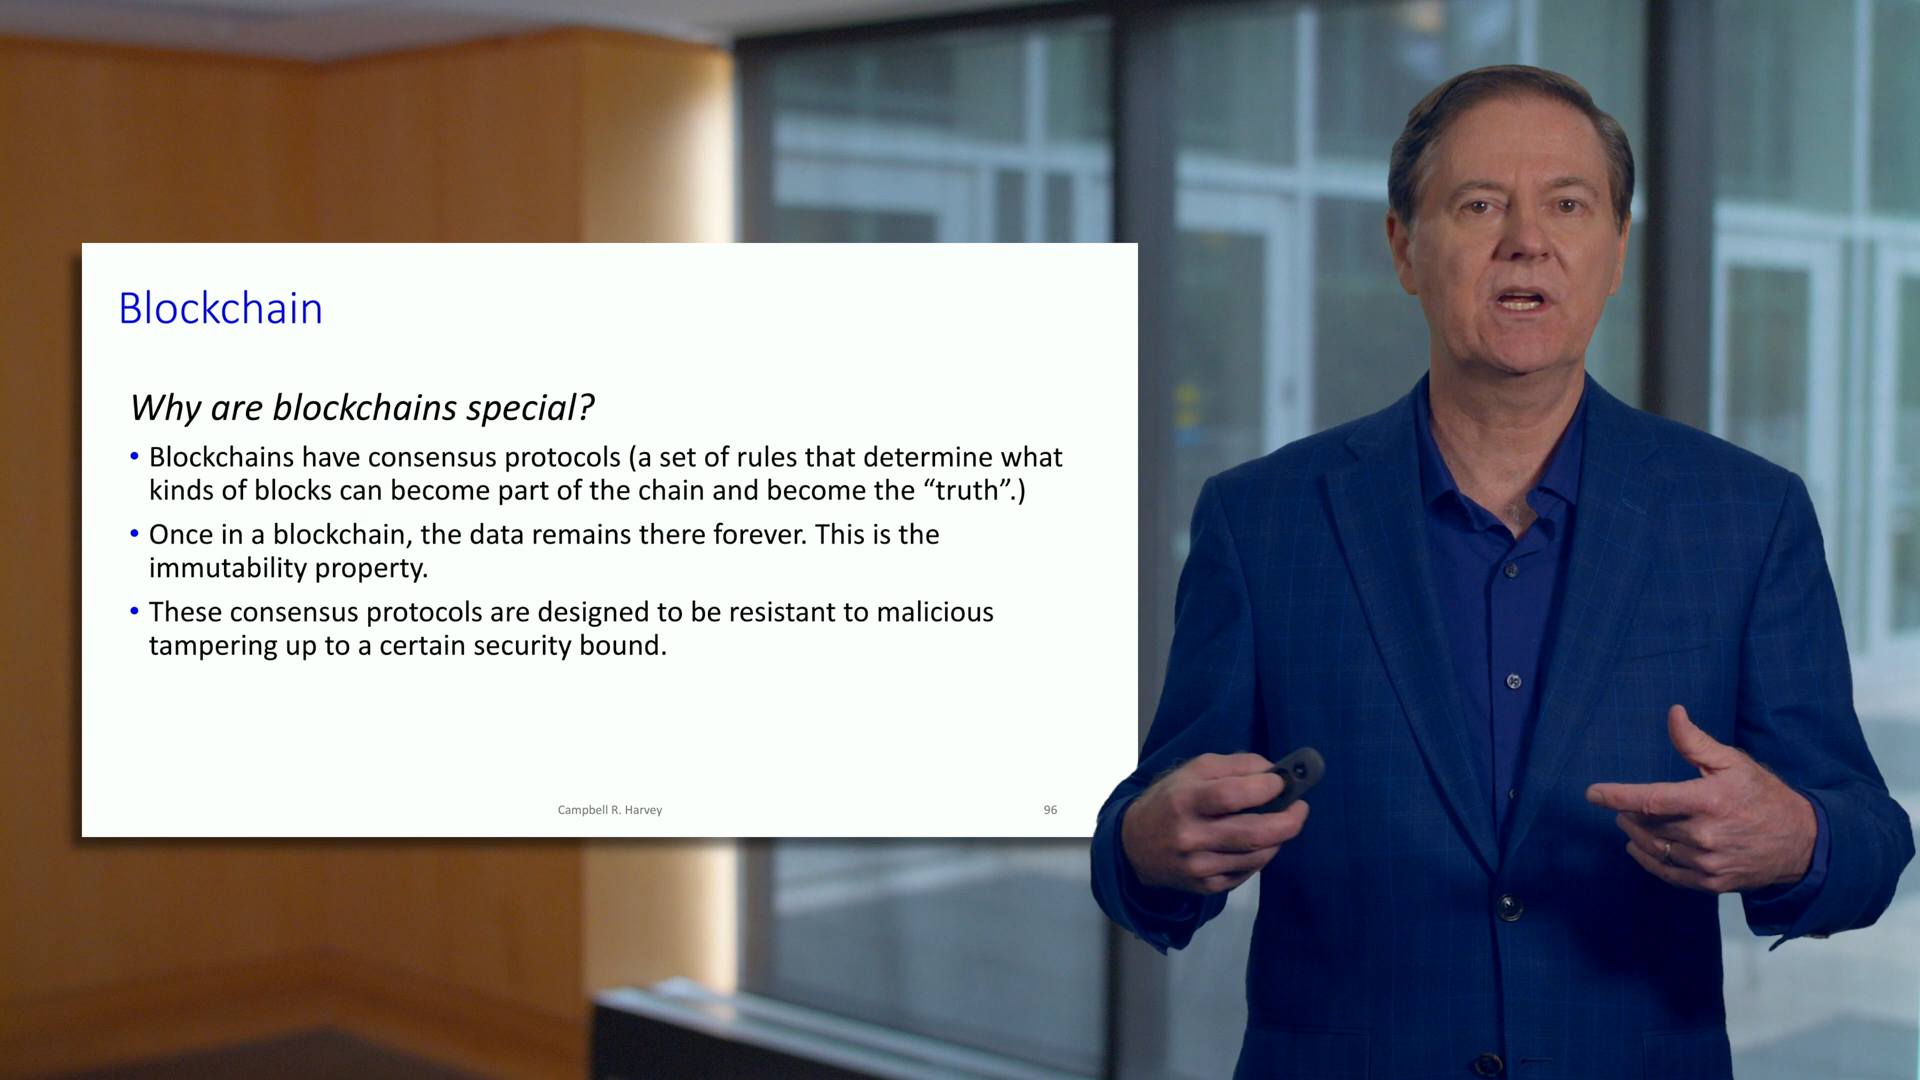 Blockchain
Why are blockchains special?
• Blockchains have consensus protocols (a set of rules that determine what
kinds of blocks can become part of the chain and become the “truth”.)
• Once in a blockchain, the data remains there forever. This is the
immutability property.
• These consensus protocols are designed to be resistant to malicious
tampering up to a certain security bound.
Campbell R. Harvey
96